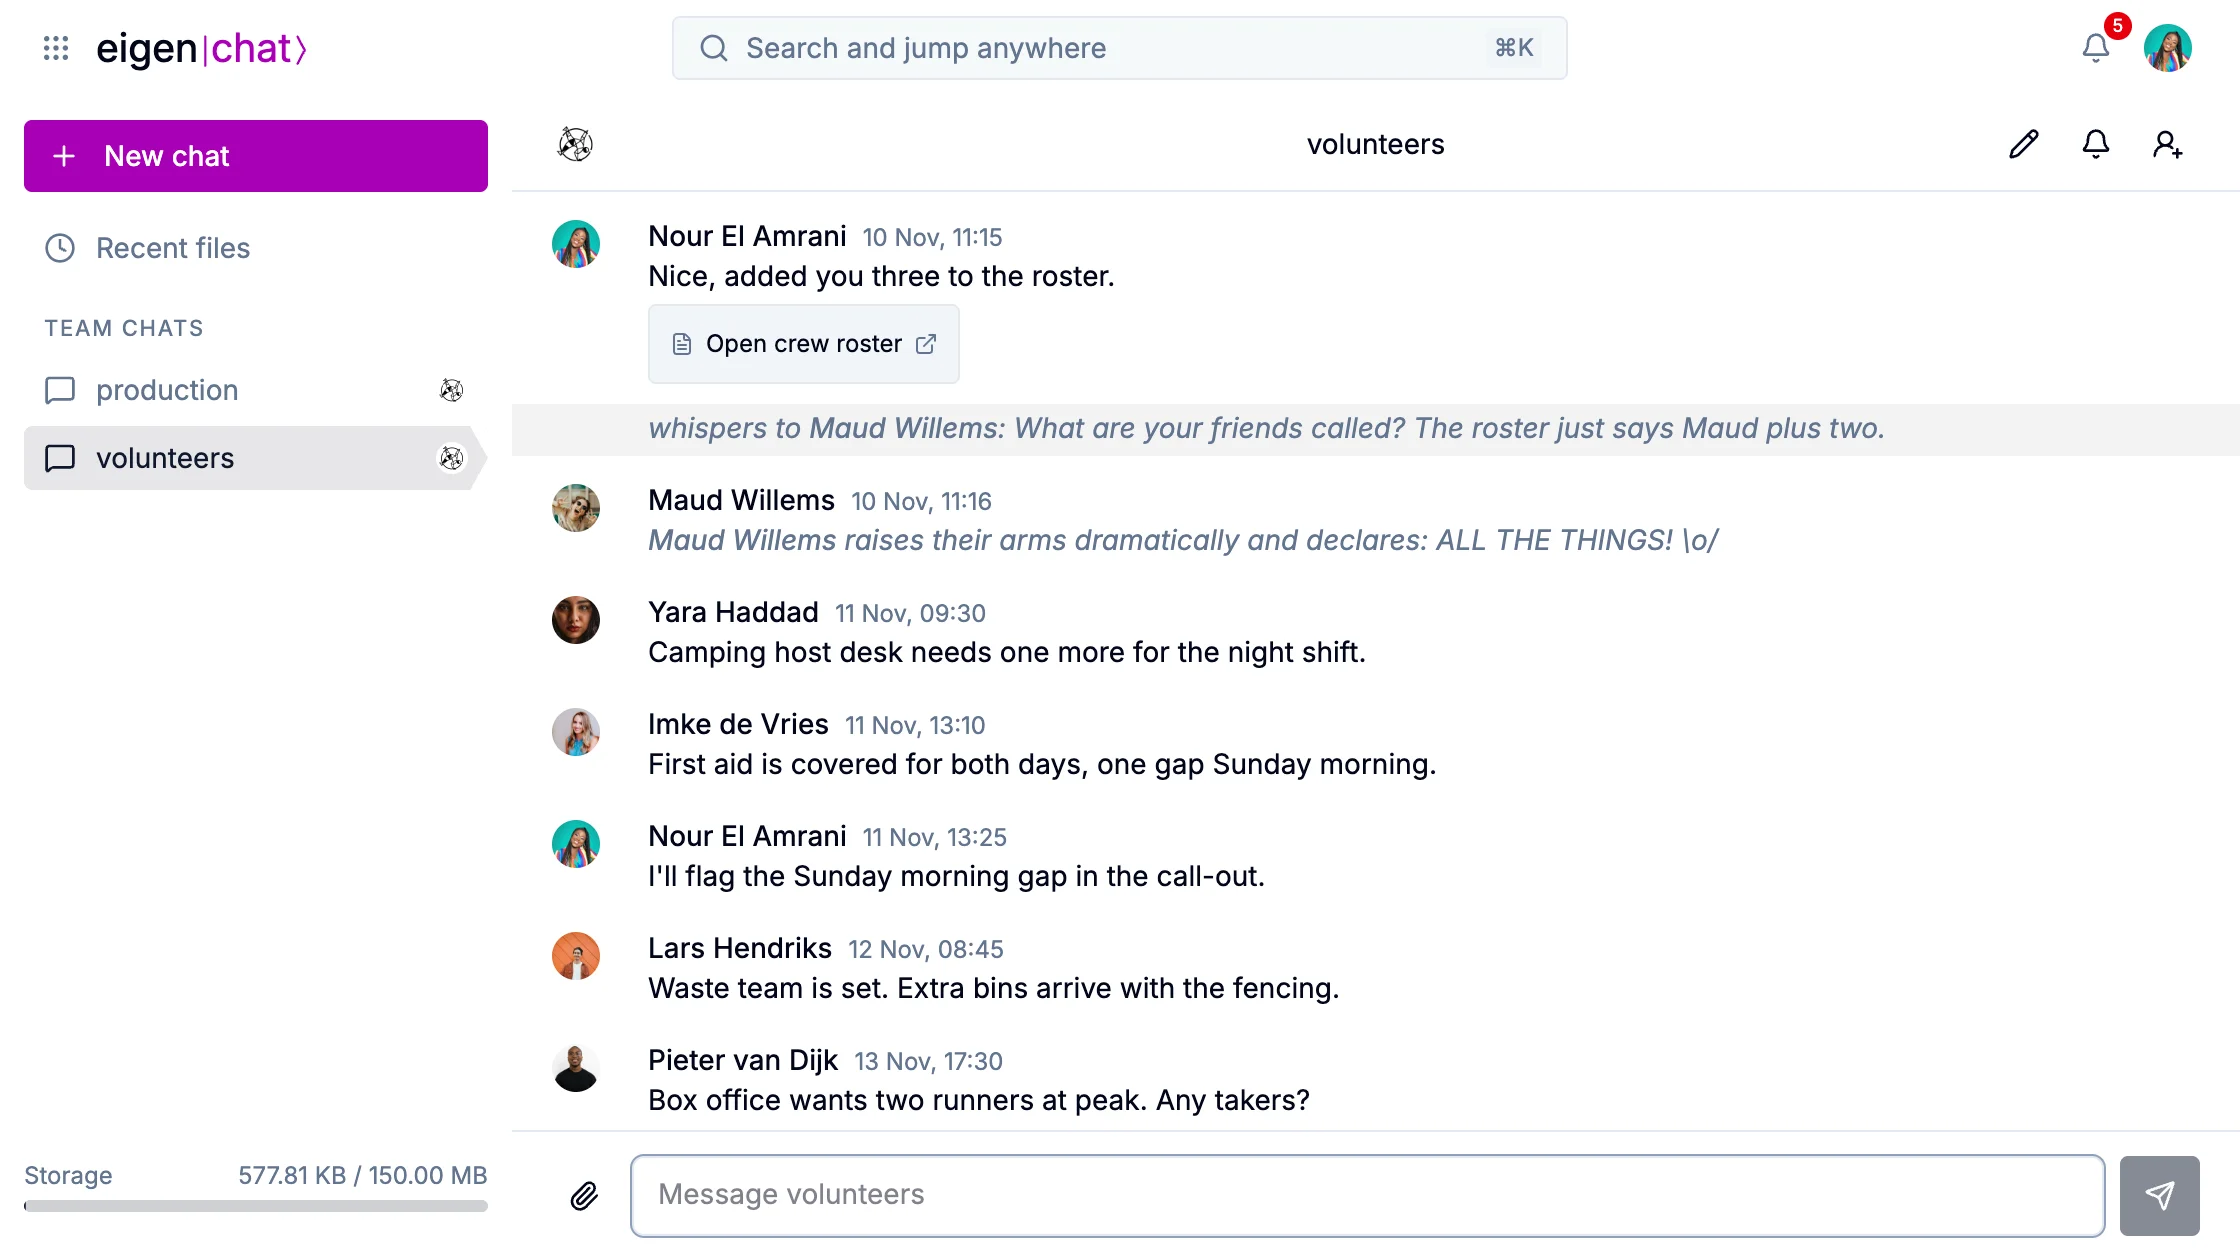 eigen|chat⟩
Search and jump anywhere ⌘K
5
New chat
Recent files
TEAM CHATS
production
volunteers
Storage 577.81 KB / 150.00 MB
volunteers
Nour El Amrani 10 Nov, 11:15
Nice, added you three to the roster.
Open crew roster
whispers to Maud Willems: What are your friends called? The roster just says Maud plus two.
Maud Willems 10 Nov, 11:16
Maud Willems raises their arms dramatically and declares: ALL THE THINGS! \o/
Yara Haddad 11 Nov, 09:30
Camping host desk needs one more for the night shift.
Imke de Vries 11 Nov, 13:10
First aid is covered for both days, one gap Sunday morning.
Nour El Amrani 11 Nov, 13:25
I'll flag the Sunday morning gap in the call-out.
Lars Hendriks 12 Nov, 08:45
Waste team is set. Extra bins arrive with the fencing.
Pieter van Dijk 13 Nov, 17:30
Box office wants two runners at peak. Any takers?
Message volunteers